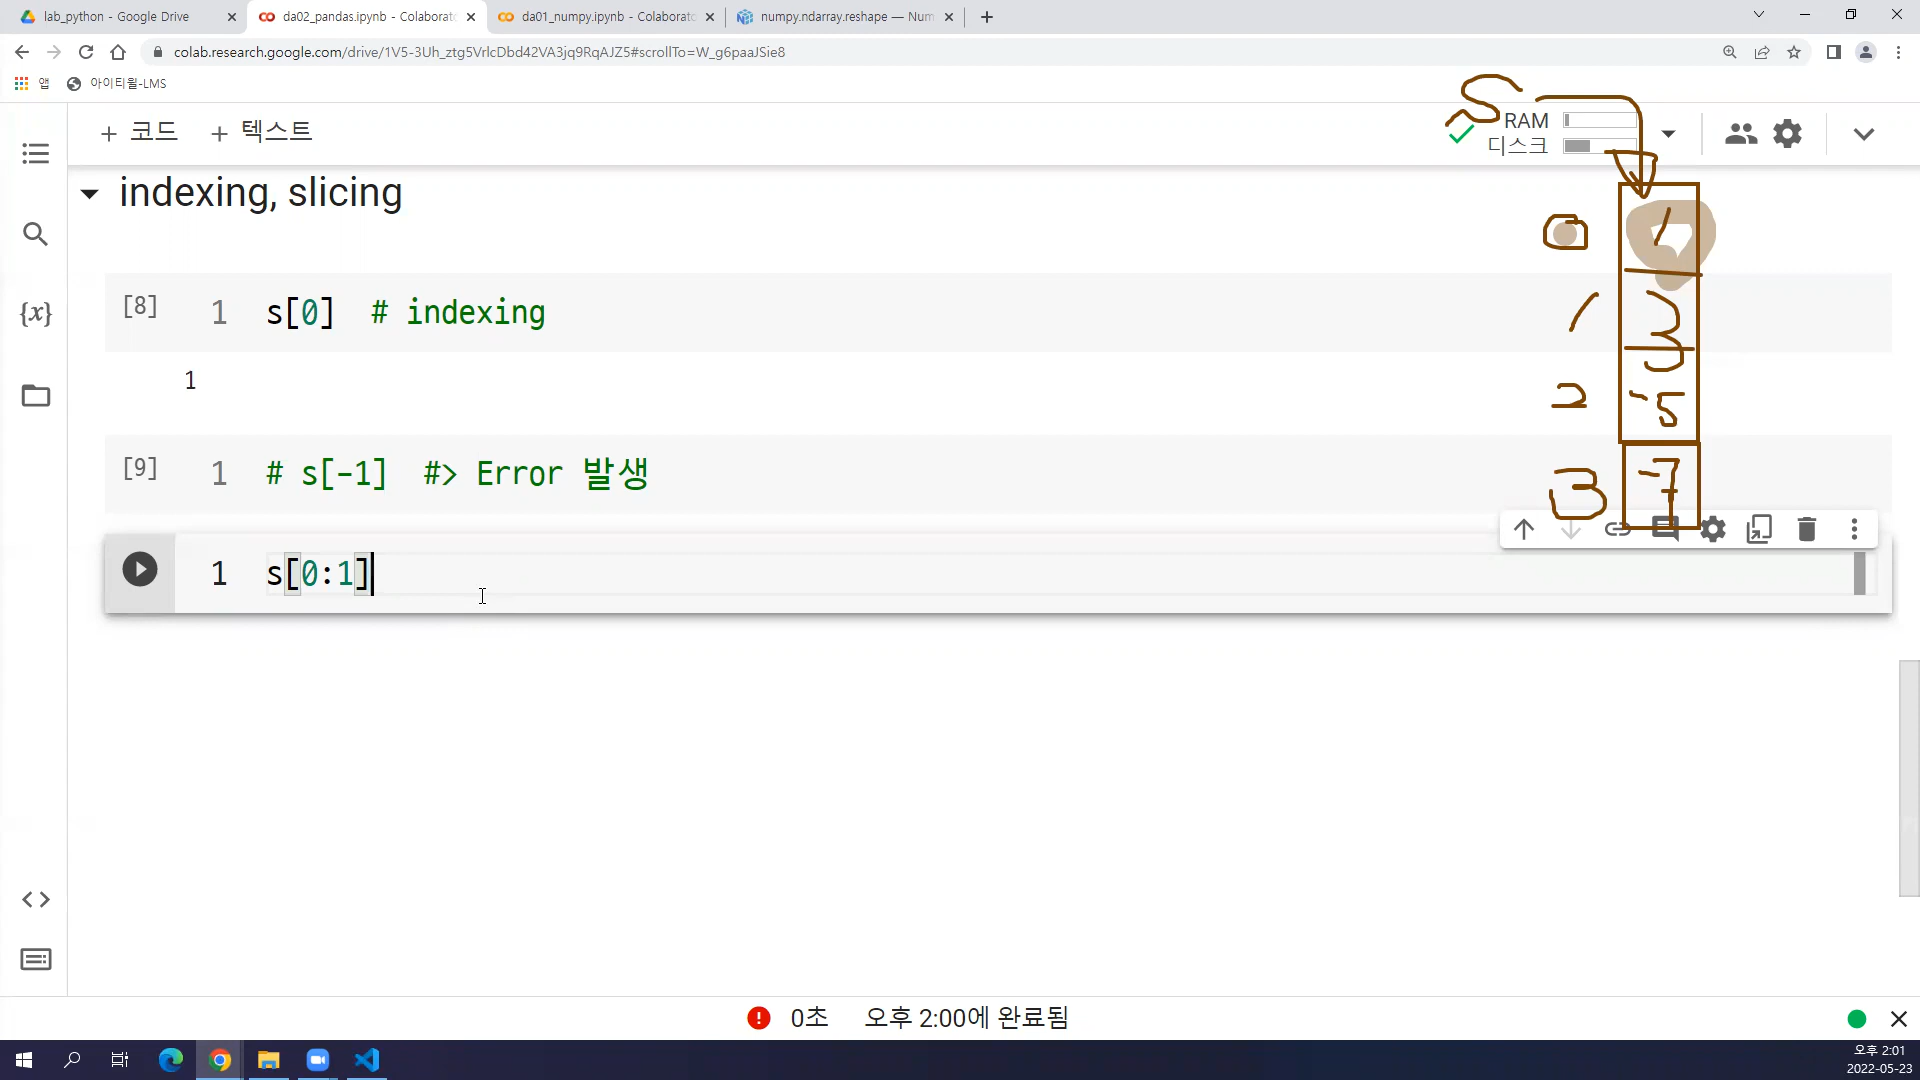 lab_python - Google Drive
da02_pandas.ipynb - Colaborato
da01_numpy.ipynb - Colaborato
numpy.ndarray.reshape — Num
colab.research.google.com/drive/1V5-3Uh_ztg5VrlcDbd42VA3jq9RqAJZ5#scrollTo=W_g6paaJSie8
앱 아이티윌-LMS
S
+ 코드 + 텍스트
RAM
디스크
indexing, slicing
0 1
[8] 1 s[0] # indexing
1 3
1
2 -5
[9] 1 # s[-1] #> Error 발생
3 -7
1 s[0:1]
0초 오후 2:00에 완료됨
오후 2:01
2022-05-23